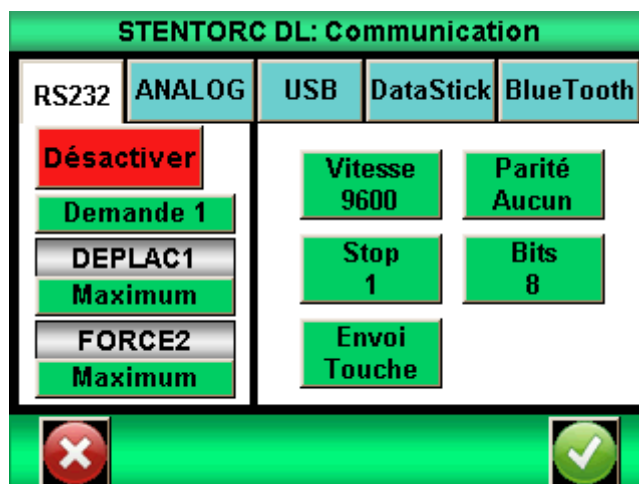 STENTORC DL: Communication
RS232
ANALOG
USB
DataStick
BlueTooth
Désactiver
Demande 1
DEPLAC1
Maximum
FORCE2
Maximum
Vitesse
9600
Parité
Aucun
Stop
1
Bits
8
Envoi
Touche